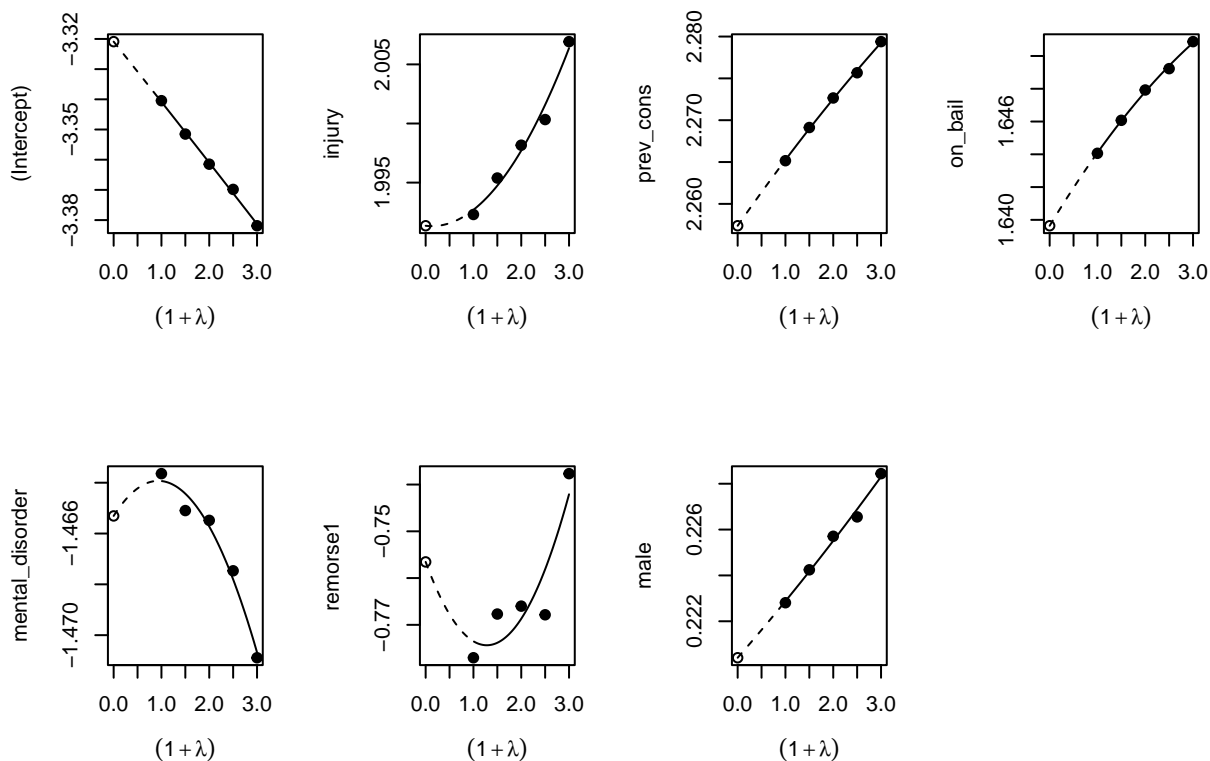 (Intercept)
−3.38
−3.35
−3.32
0.0 1.0 2.0 3.0
(1 + λ)
injury
1.995
2.005
0.0 1.0 2.0 3.0
(1 + λ)
prev_cons
2.260
2.270
2.280
0.0 1.0 2.0 3.0
(1 + λ)
on_bail
1.640
1.646
0.0 1.0 2.0 3.0
(1 + λ)
mental_disorder
−1.470
−1.466
0.0 1.0 2.0 3.0
(1 + λ)
remorse1
−0.77
−0.75
0.0 1.0 2.0 3.0
(1 + λ)
male
0.222
0.226
0.0 1.0 2.0 3.0
(1 + λ)